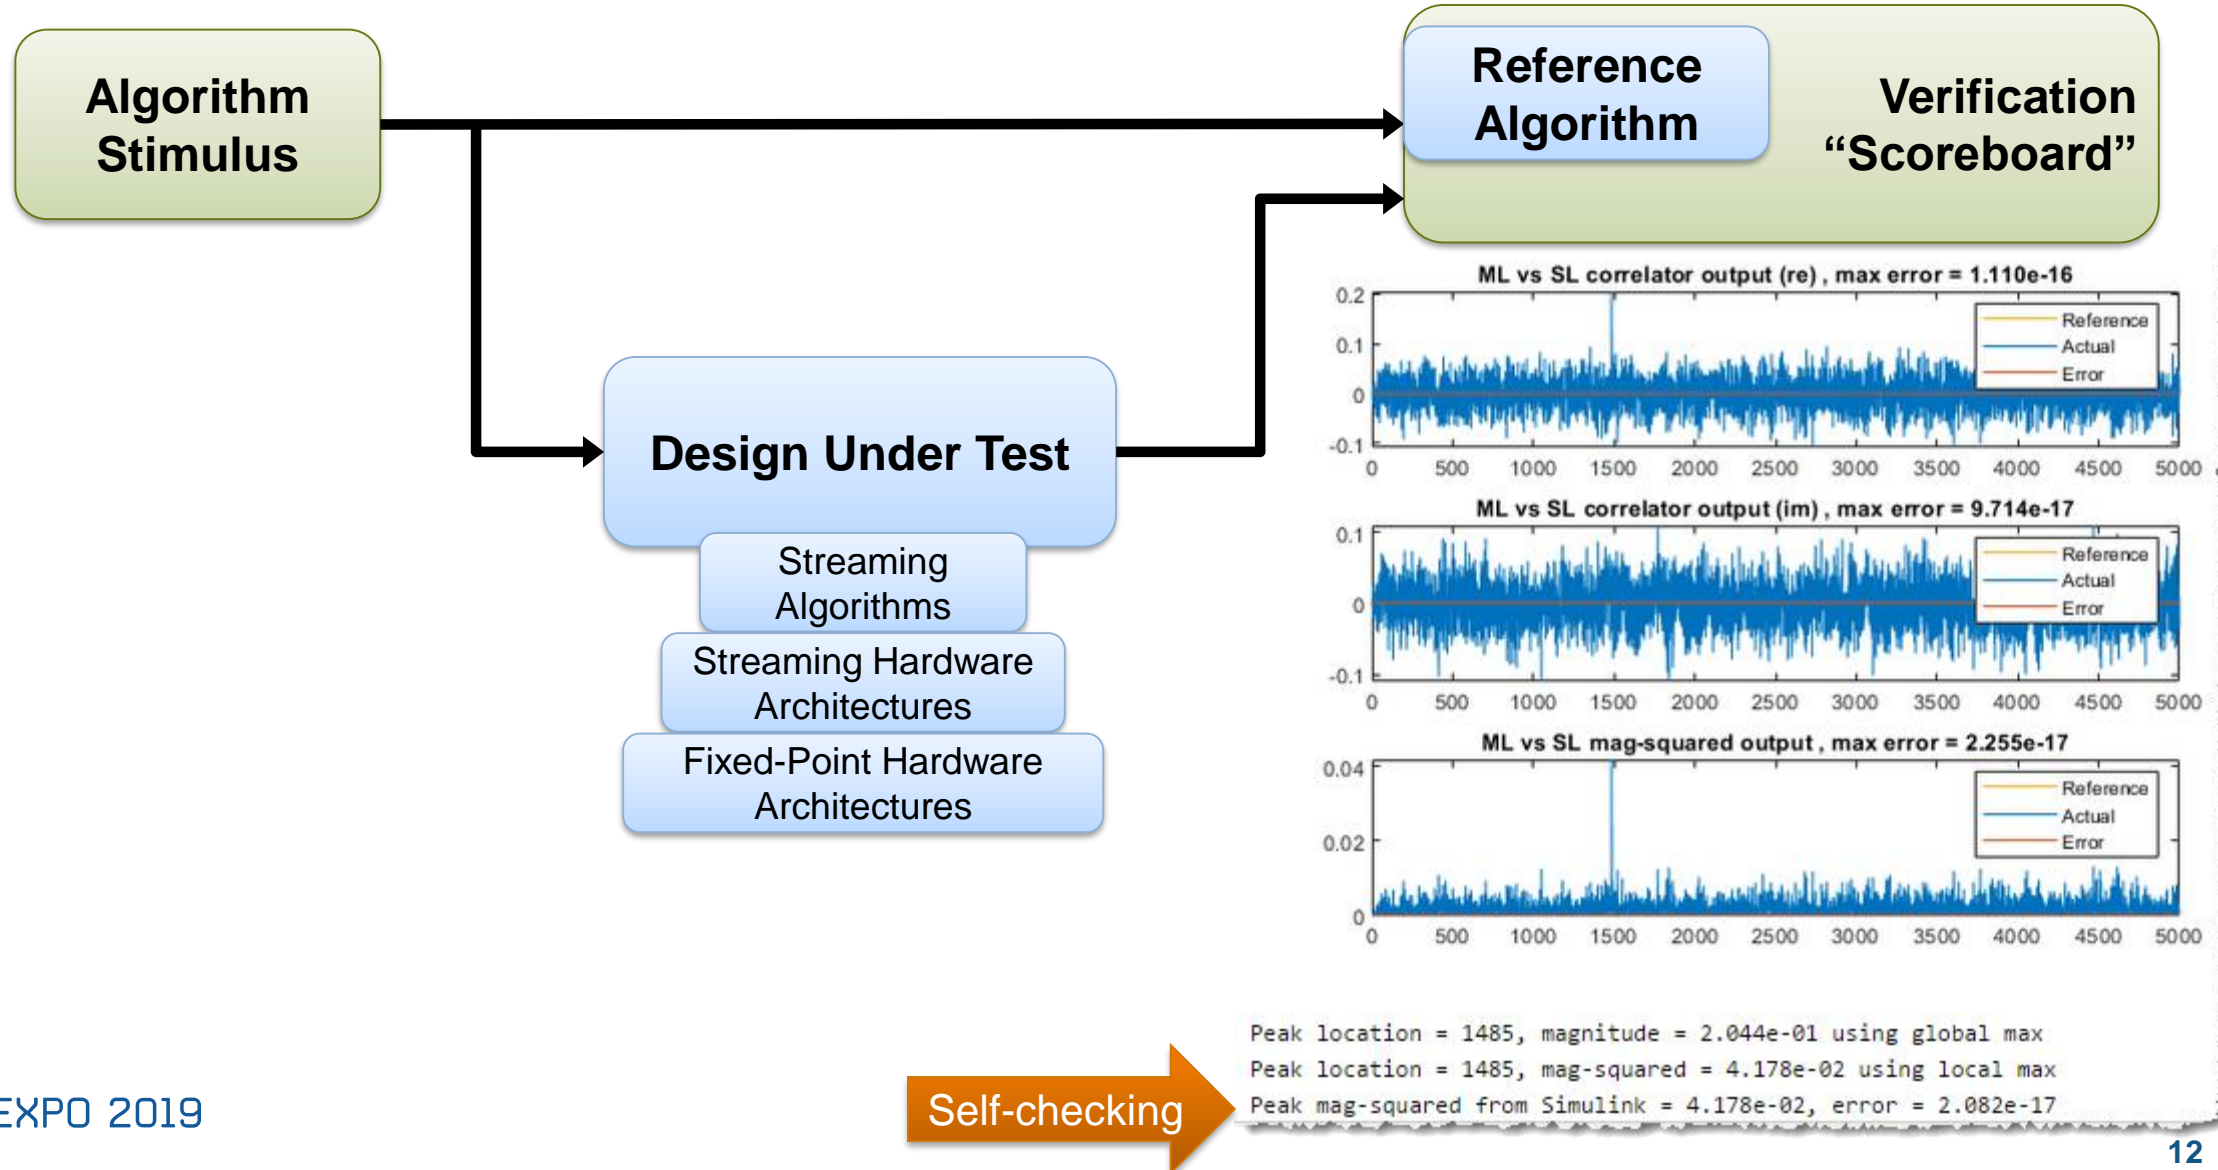 Algorithm
Stimulus
Reference
Algorithm
Verification
“Scoreboard”
Design Under Test
Streaming
Algorithms
Streaming Hardware
Architectures
Fixed-Point Hardware
Architectures
ML vs SL correlator output (re) , max error = 1.110e-16
0.2
0.1
0
-0.1
Reference
Actual
Error
0 500 1000 1500 2000 2500 3000 3500 4000 4500 5000
ML vs SL correlator output (im) , max error = 9.714e-17
0.1
0
-0.1
Reference
Actual
Error
0 500 1000 1500 2000 2500 3000 3500 4000 4500 5000
ML vs SL mag-squared output , max error = 2.255e-17
0.04
0.02
0
Reference
Actual
Error
0 500 1000 1500 2000 2500 3000 3500 4000 4500 5000
Peak location = 1485, magnitude = 2.044e-01 using global max
Peak location = 1485, mag-squared = 4.178e-02 using local max
Peak mag-squared from Simulink = 4.178e-02, error = 2.082e-17
Self-checking
EXPO 2019
12